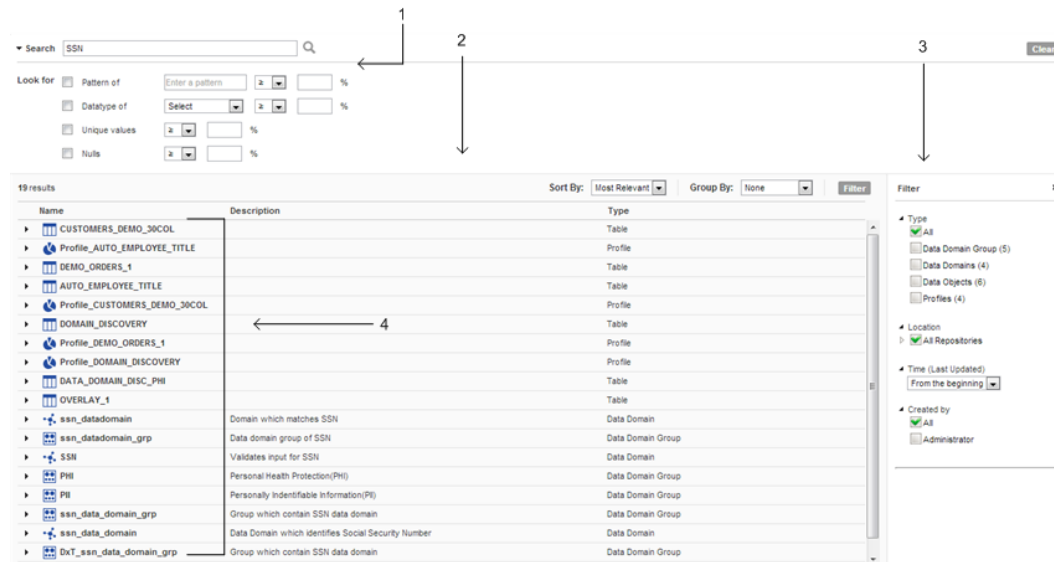 1
2
3
Search SSN
Clear
Look for Pattern of Enter a pattern ≥ %
Datatype of Select ≥ %
Unique values ≥ %
Nulls ≥ %
19 results Sort By: Most Relevant Group By: None Filter
Name Description Type
CUSTOMERS_DEMO_30COL Table
Profile_AUTO_EMPLOYEE_TITLE Profile
DEMO_ORDERS_1 Table
AUTO_EMPLOYEE_TITLE Table
Profile_CUSTOMERS_DEMO_30COL Profile
DOMAIN_DISCOVERY Table
4
Profile_DEMO_ORDERS_1 Profile
Profile_DOMAIN_DISCOVERY Profile
DATA_DOMAIN_DISC_PHI Table
OVERLAY_1 Table
ssn_datadomain Domain which matches SSN Data Domain
ssn_datadomain_grp Data domain group of SSN Data Domain Group
SSN Validates input for SSN Data Domain
PHI Personal Health Protection(PHI) Data Domain Group
PII Personally Indentifiable Information(PII) Data Domain Group
ssn_data_domain_grp Group which contain SSN data domain Data Domain Group
ssn_data_domain Data Domain which identifies Social Security Number Data Domain
DxT_ssn_data_domain_grp Group which contain SSN data domain Data Domain Group
Filter
Type
All
Data Domain Group (5)
Data Domains (4)
Data Objects (6)
Profiles (4)
Location
All Repositories
Time (Last Updated)
From the beginning
Created by
All
Administrator